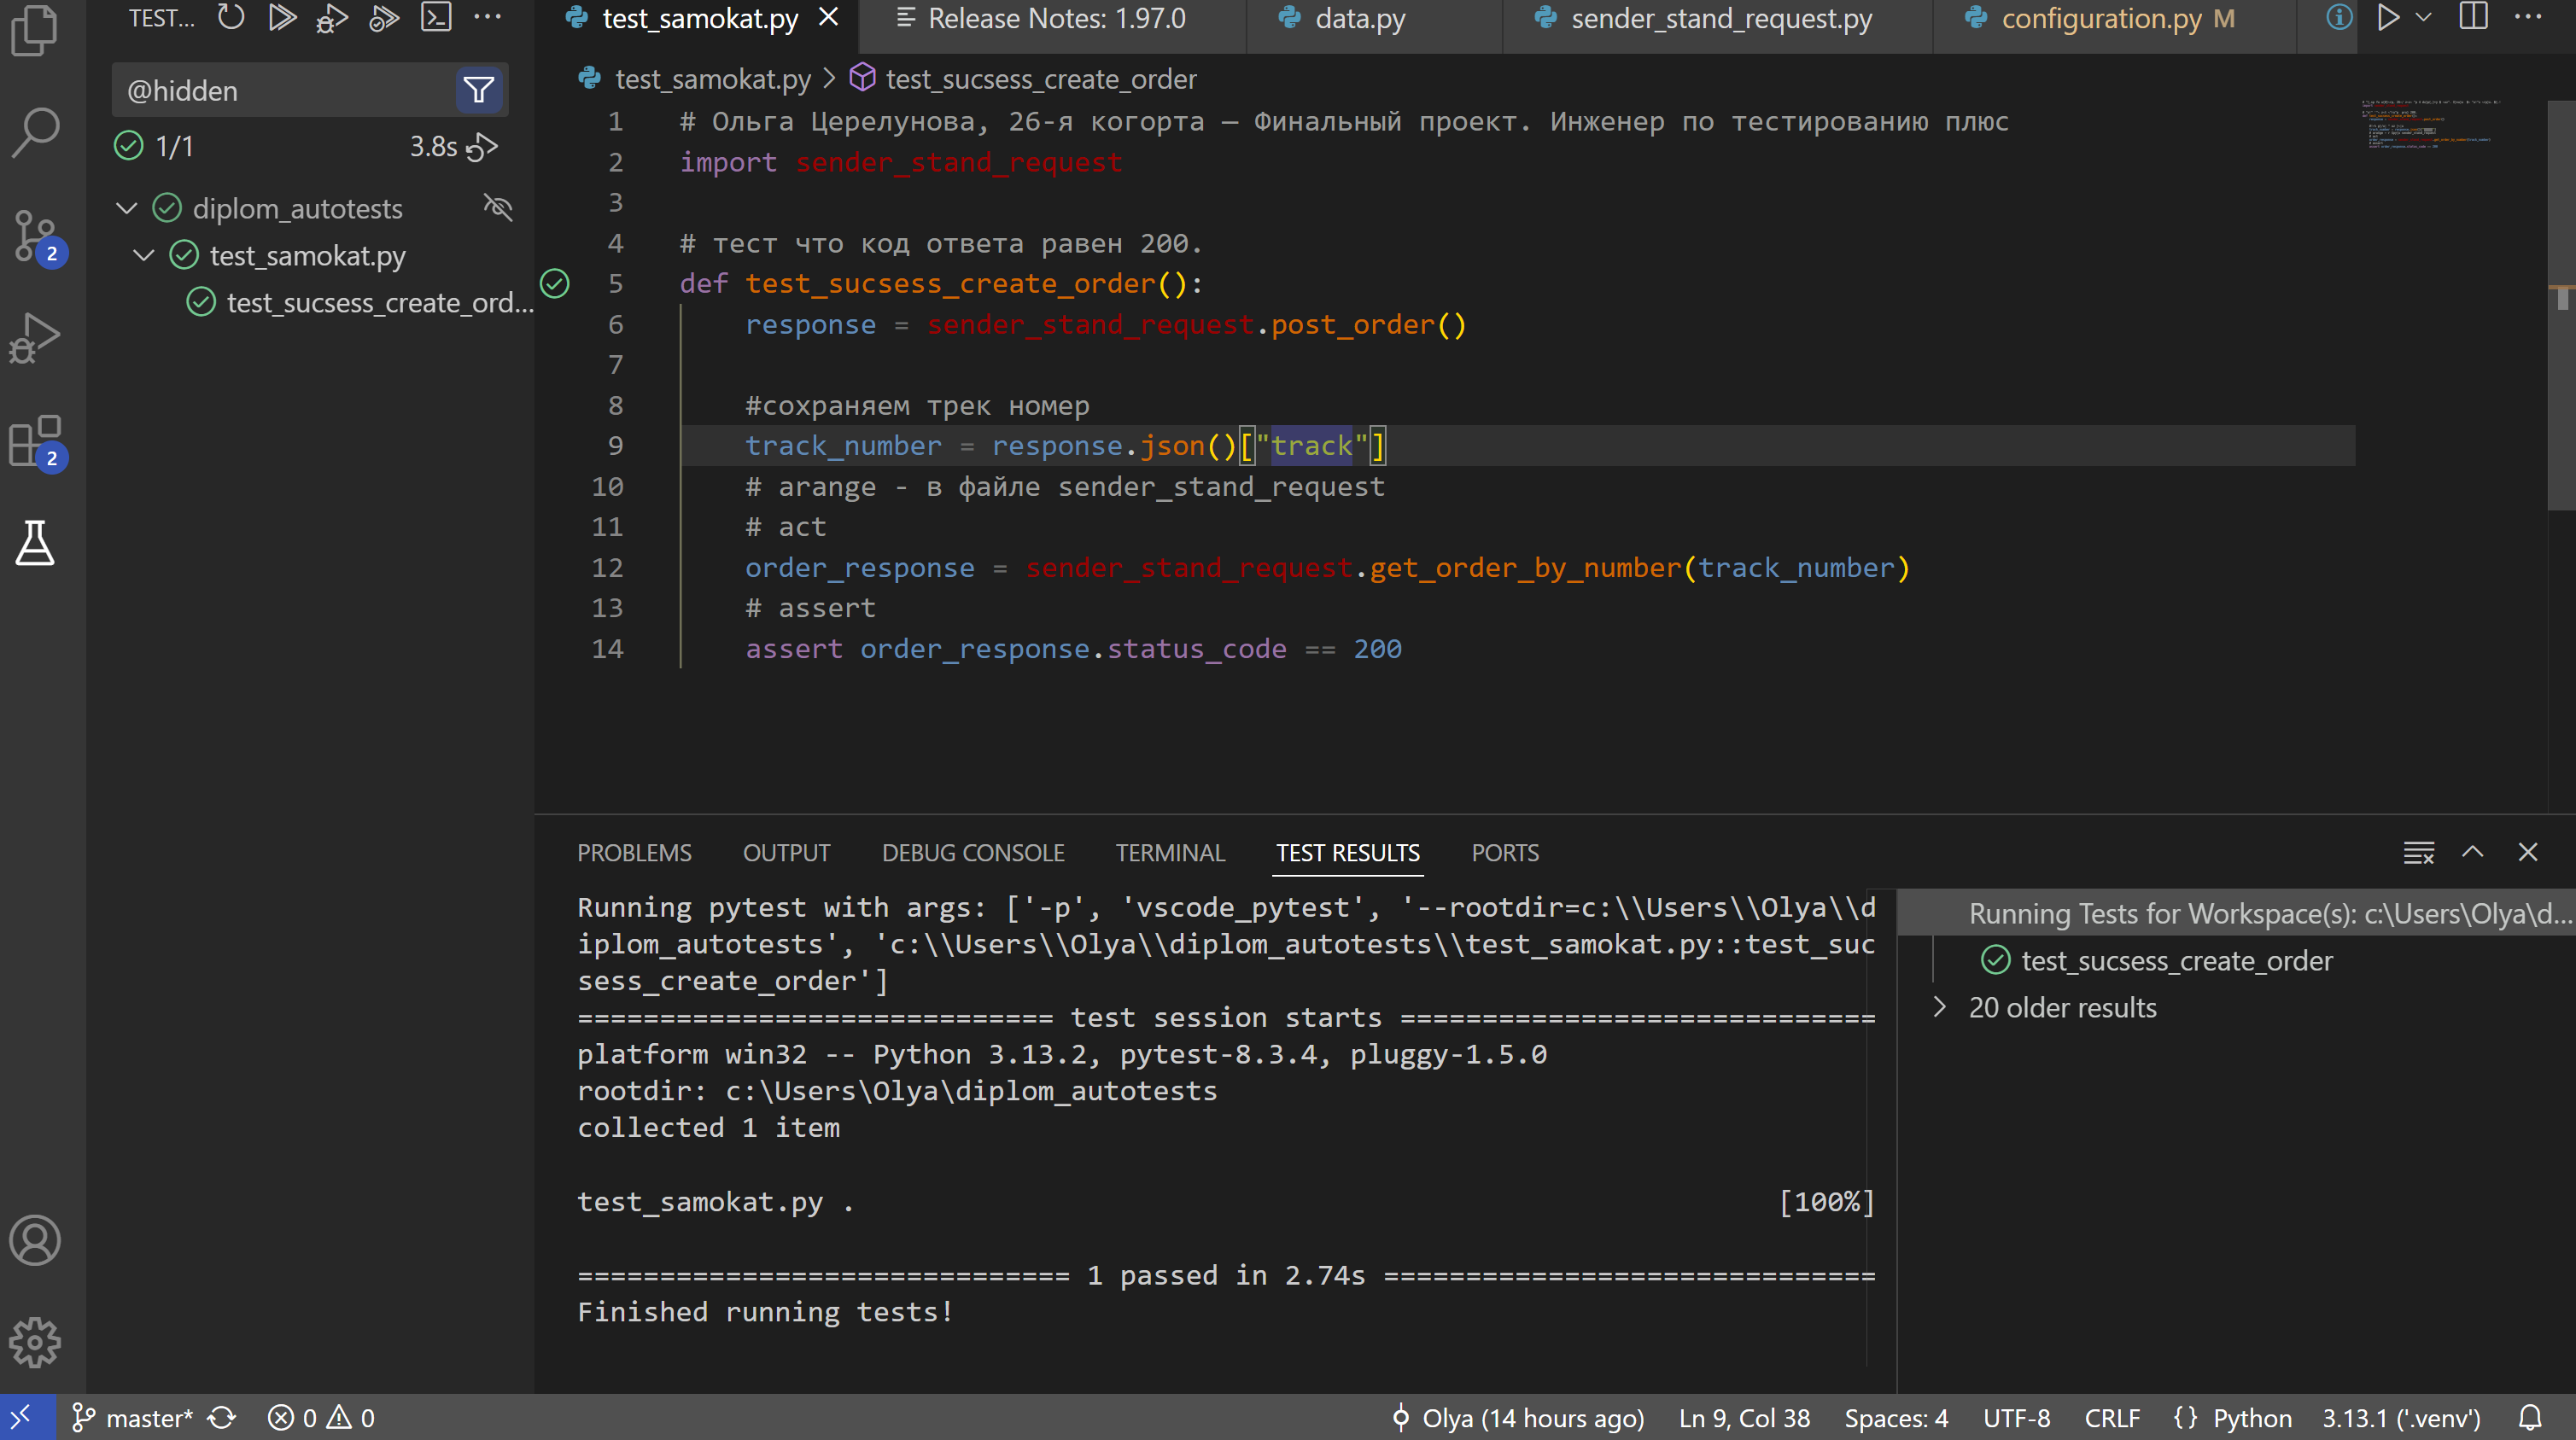 TEST...
@hidden
1/1
3.8s
diplom_autotests
test_samokat.py
test_sucsess_create_ord...
2
2
test_samokat.py
Release Notes: 1.97.0
data.py
sender_stand_request.py
configuration.py M
test_samokat.py > test_sucsess_create_order
1 # Ольга Церелунова, 26-я когорта — Финальный проект. Инженер по тестированию плюс
2 import sender_stand_request
3
4 # тест что код ответа равен 200.
5 def test_sucsess_create_order():
6 response = sender_stand_request.post_order()
7
8 #сохраняем трек номер
9 track_number = response.json()["track"]
10 # arange - в файле sender_stand_request
11 # act
12 order_response = sender_stand_request.get_order_by_number(track_number)
13 # assert
14 assert order_response.status_code == 200
PROBLEMS OUTPUT DEBUG CONSOLE TERMINAL TEST RESULTS PORTS
Running pytest with args: ['-p', 'vscode_pytest', '--rootdir=c:\\Users\\Olya\\d
iplom_autotests', 'c:\\Users\\Olya\\diplom_autotests\\test_samokat.py::test_suc
sess_create_order']
============================= test session starts =============================
platform win32 -- Python 3.13.2, pytest-8.3.4, pluggy-1.5.0
rootdir: c:\Users\Olya\diplom_autotests
collected 1 item
test_samokat.py . [100%]
============================== 1 passed in 2.74s ==============================
Finished running tests!
Running Tests for Workspace(s): c:\Users\Olya\d...
test_sucsess_create_order
20 older results
master* 0 0 Olya (14 hours ago) Ln 9, Col 38 Spaces: 4 UTF-8 CRLF {} Python 3.13.1 ('.venv')